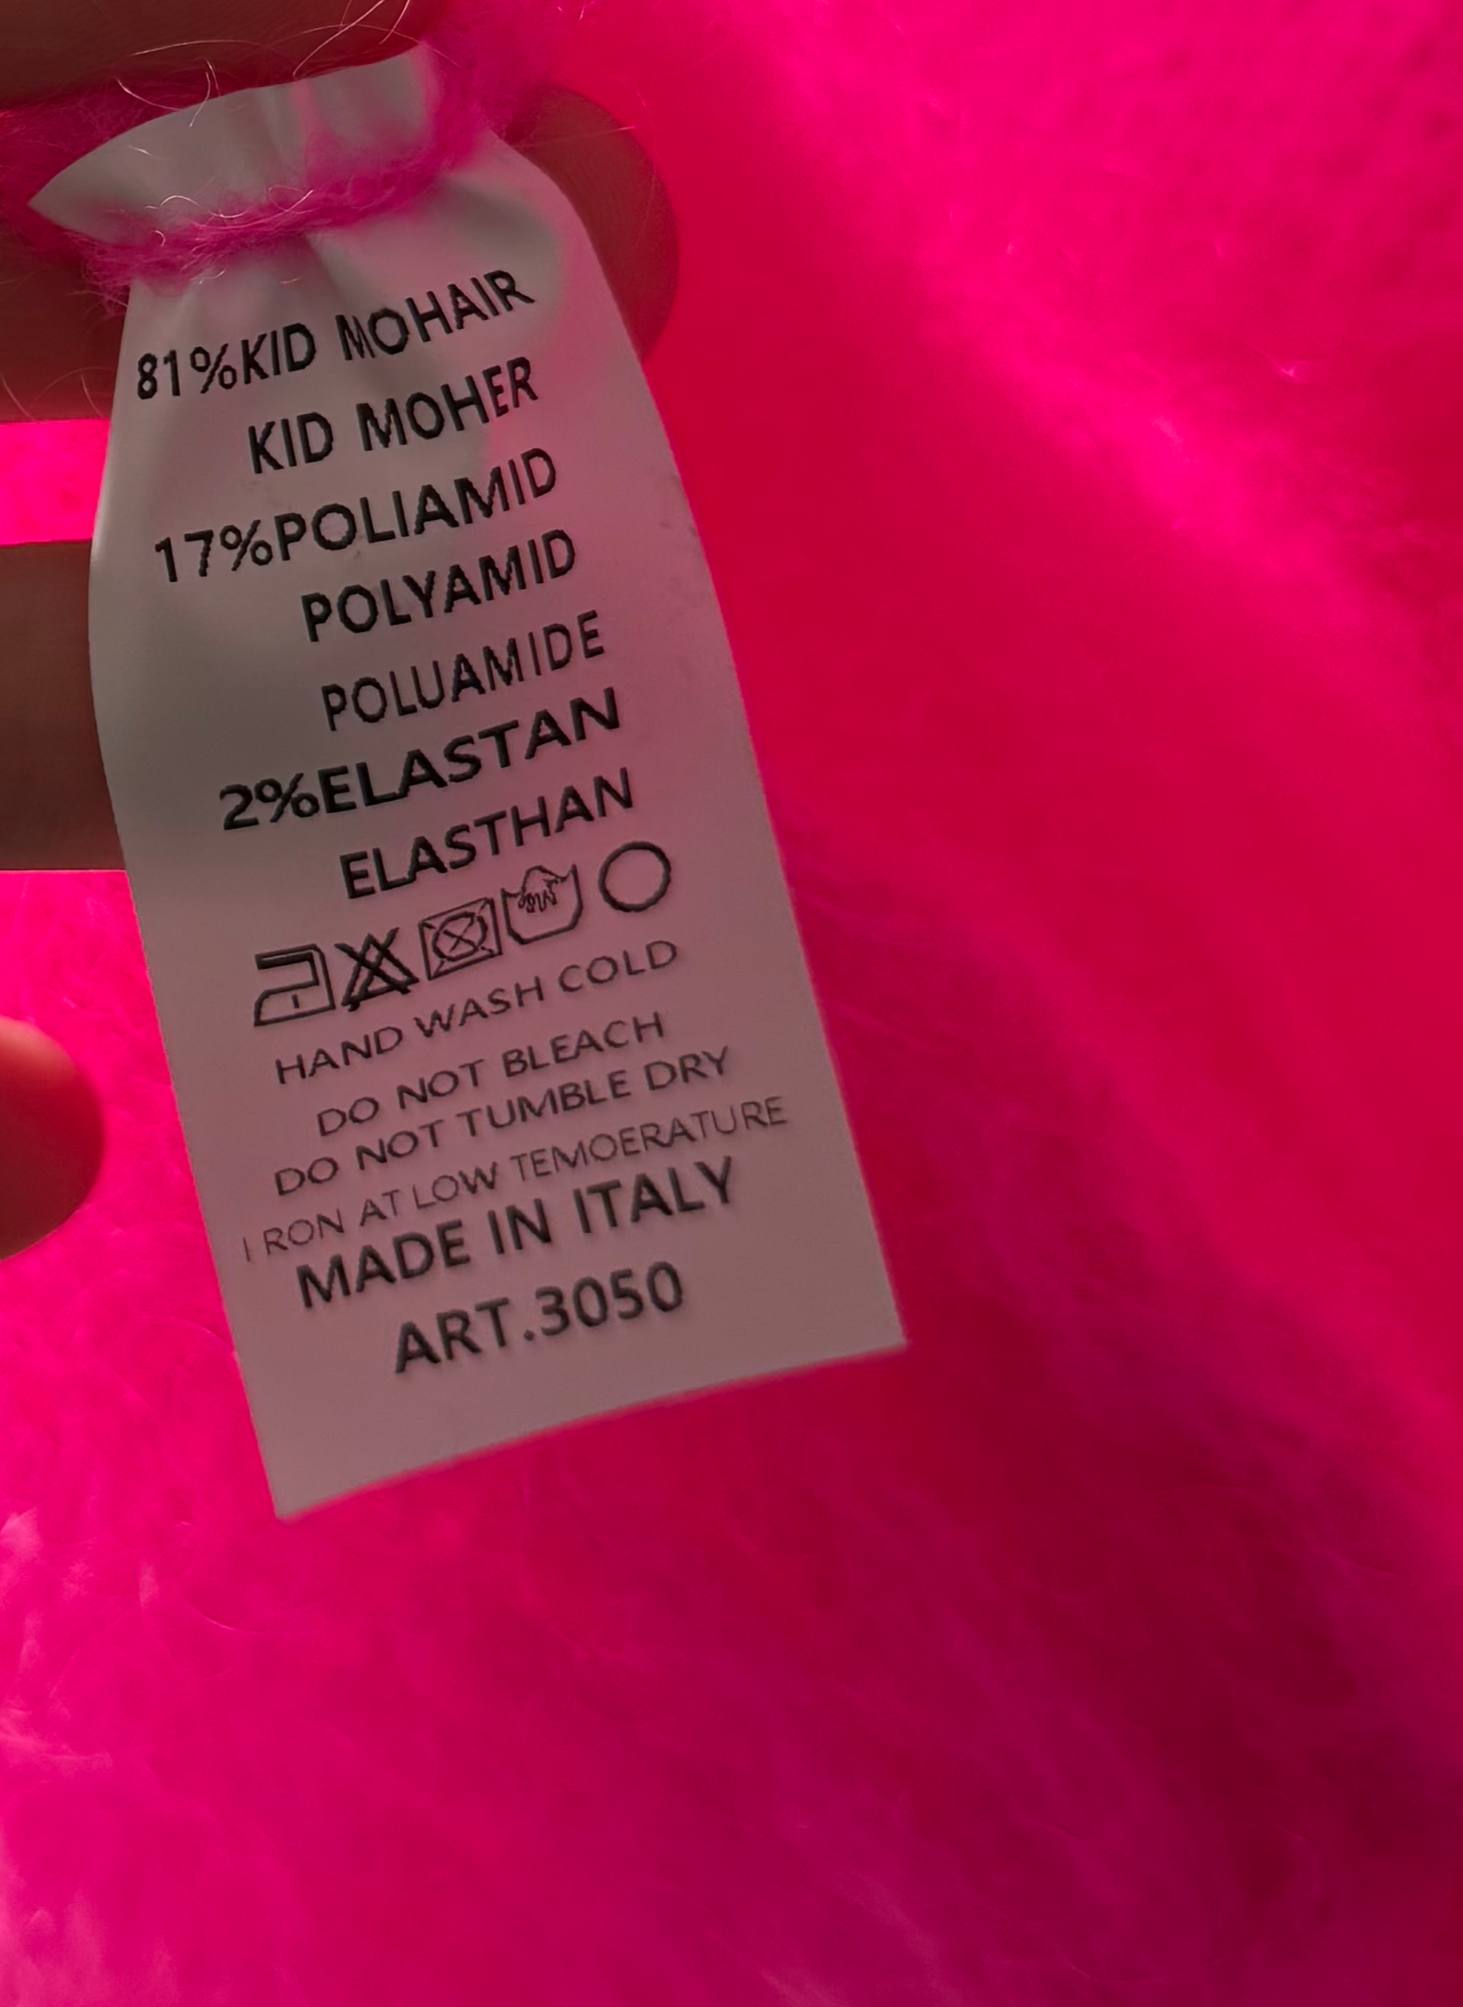 81%KID MOHAIR
KID MOHER
17%POLIAMID
POLYAMID
POLUAMIDE
2%ELASTAN
ELASTHAN
HAND WASH COLD
DO NOT BLEACH
DO NOT TUMBLE DRY
I RON AT LOW TEMOERATURE
MADE IN ITALY
ART.3050